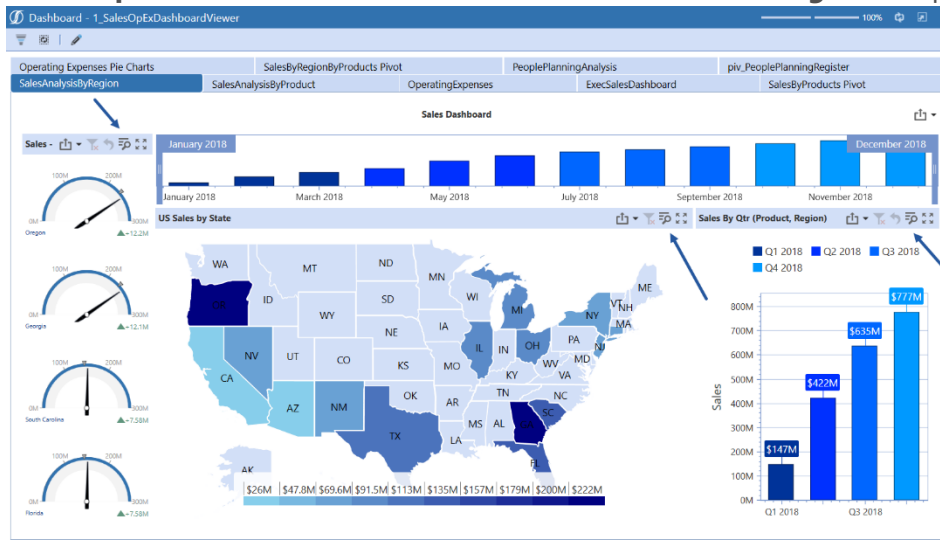 Dashboard - 1_SalesOpExDashboardViewer
100%
Operating Expenses Pie Charts
SalesByRegionByProducts Pivot
PeoplePlanningAnalysis
piv_PeoplePlanningRegister
SalesAnalysisByRegion
SalesAnalysisByProduct
OperatingExpenses
ExecSalesDashboard
SalesByProducts Pivot
Sales Dashboard
Sales -
100M 200M
0M 300M
Oregon
+12.2M
100M 200M
0M 300M
Georgia
+12.1M
100M 200M
0M 300M
South Carolina
+7.58M
100M 200M
0M 300M
Florida
+7.58M
January 2018
December 2018
January 2018
March 2018
May 2018
July 2018
September 2018
November 2018
US Sales by State
WA MT ND MN ME
OR ID WY SD WI MI NY VT NH MA
NV UT CO NE IA IL IN OH PA NJ
CA KS MO KY WV VA MD
AZ NM OK AR TN NC
TX LA MS AL GA SC
AK FL
$26M $47.8M $69.6M $91.5M $113M $135M $157M $179M $200M $222M
Sales By Qtr (Product, Region)
Q1 2018 Q2 2018 Q3 2018
Q4 2018
Sales
800M
700M
600M
500M
400M
300M
200M
100M
0M
$147M
$422M
$635M
$777M
Q1 2018
Q3 2018